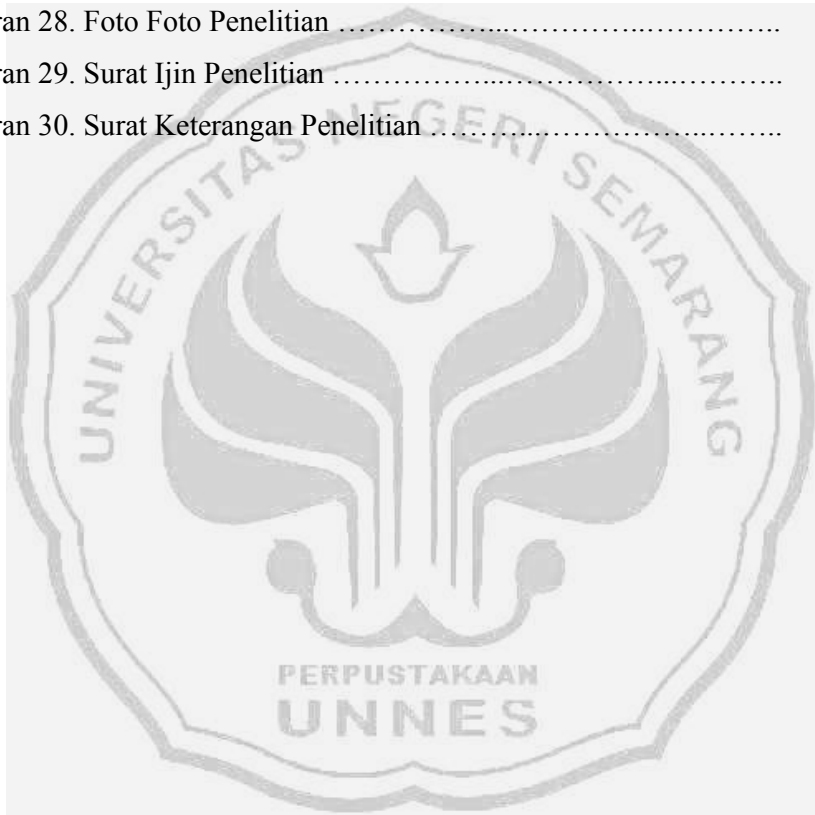 ran 28. Foto Foto Penelitian ……………...…………..…………..
ran 29. Surat Ijin Penelitian ……………...……………...………..
ran 30. Surat Keterangan Penelitian ………..……………...……..
UNIVERSITAS NEGERI SEMARANG
PERPUSTAKAAN
UNNES